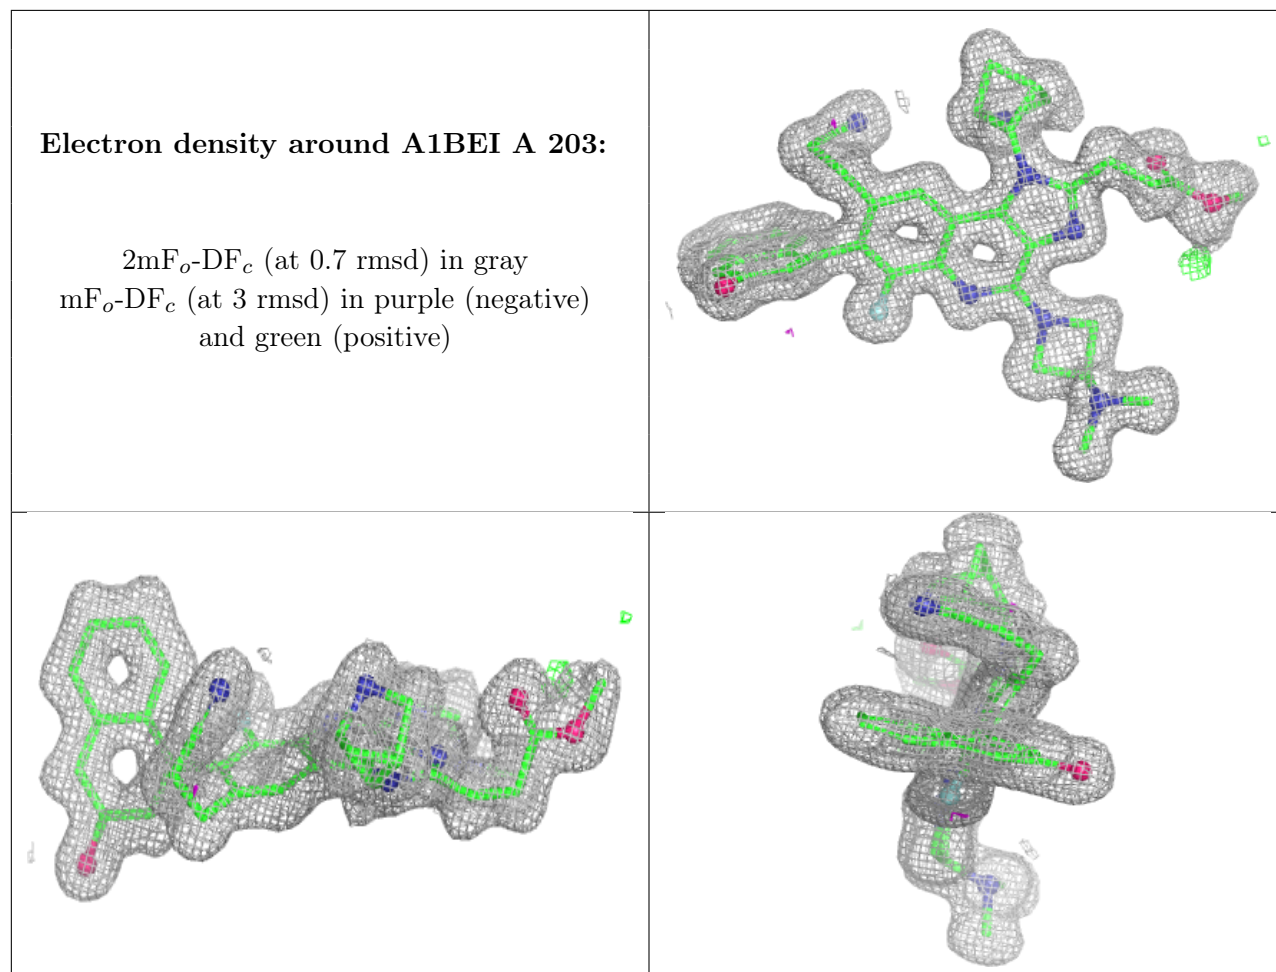 Electron density around A1BEI A 203:
2mFo-DFc (at 0.7 rmsd) in gray
mFo-DFc (at 3 rmsd) in purple (negative)
and green (positive)